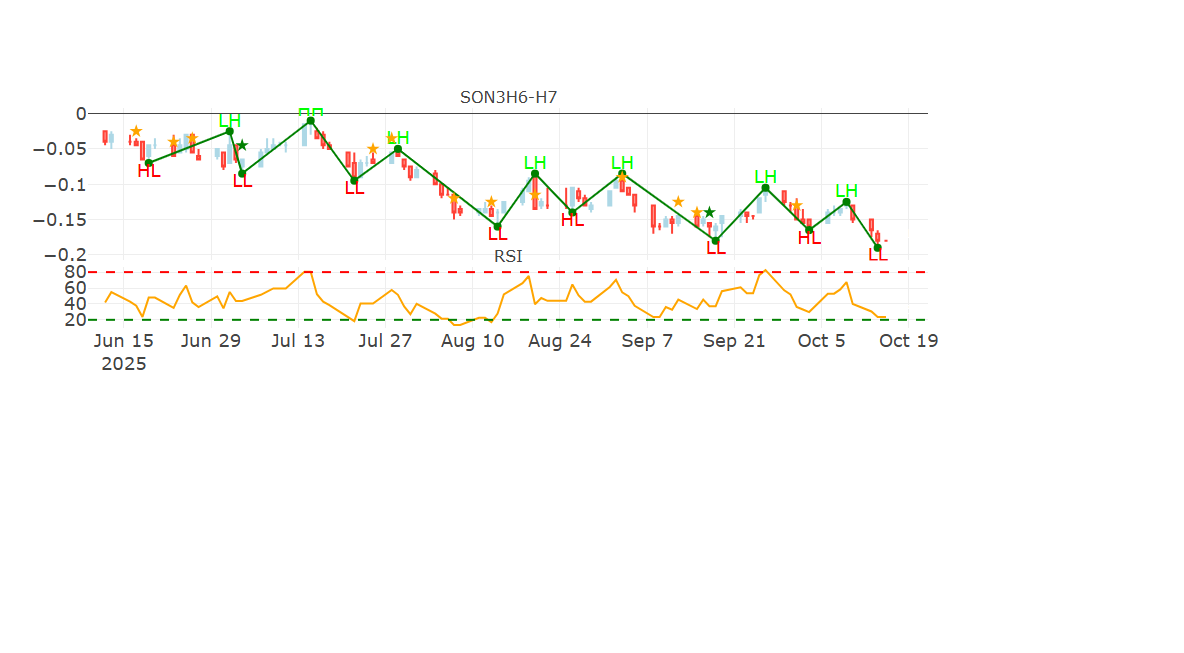 SON3H6-H7
0
−0.05
−0.1
−0.15
−0.2
HL
LH
LL
HH
LL
LH
LL
LH
HL
LH
LL
LH
HL
LH
LL
RSI
80
60
40
20
Jun 15 Jun 29 Jul 13 Jul 27 Aug 10 Aug 24 Sep 7 Sep 21 Oct 5 Oct 19
2025